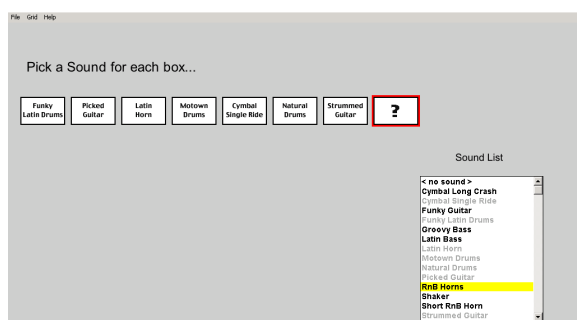 File Grid Help
Pick a Sound for each box...
Funky
Latin Drums
Picked
Guitar
Latin
Horn
Motown
Drums
Cymbal
Single Ride
Natural
Drums
Strummed
Guitar
?
Sound List
< no sound >
Cymbal Long Crash
Cymbal Single Ride
Funky Guitar
Funky Latin Drums
Groovy Bass
Latin Bass
Latin Horn
Motown Drums
Natural Drums
Picked Guitar
RnB Horns
Shaker
Short RnB Horn
Strummed Guitar